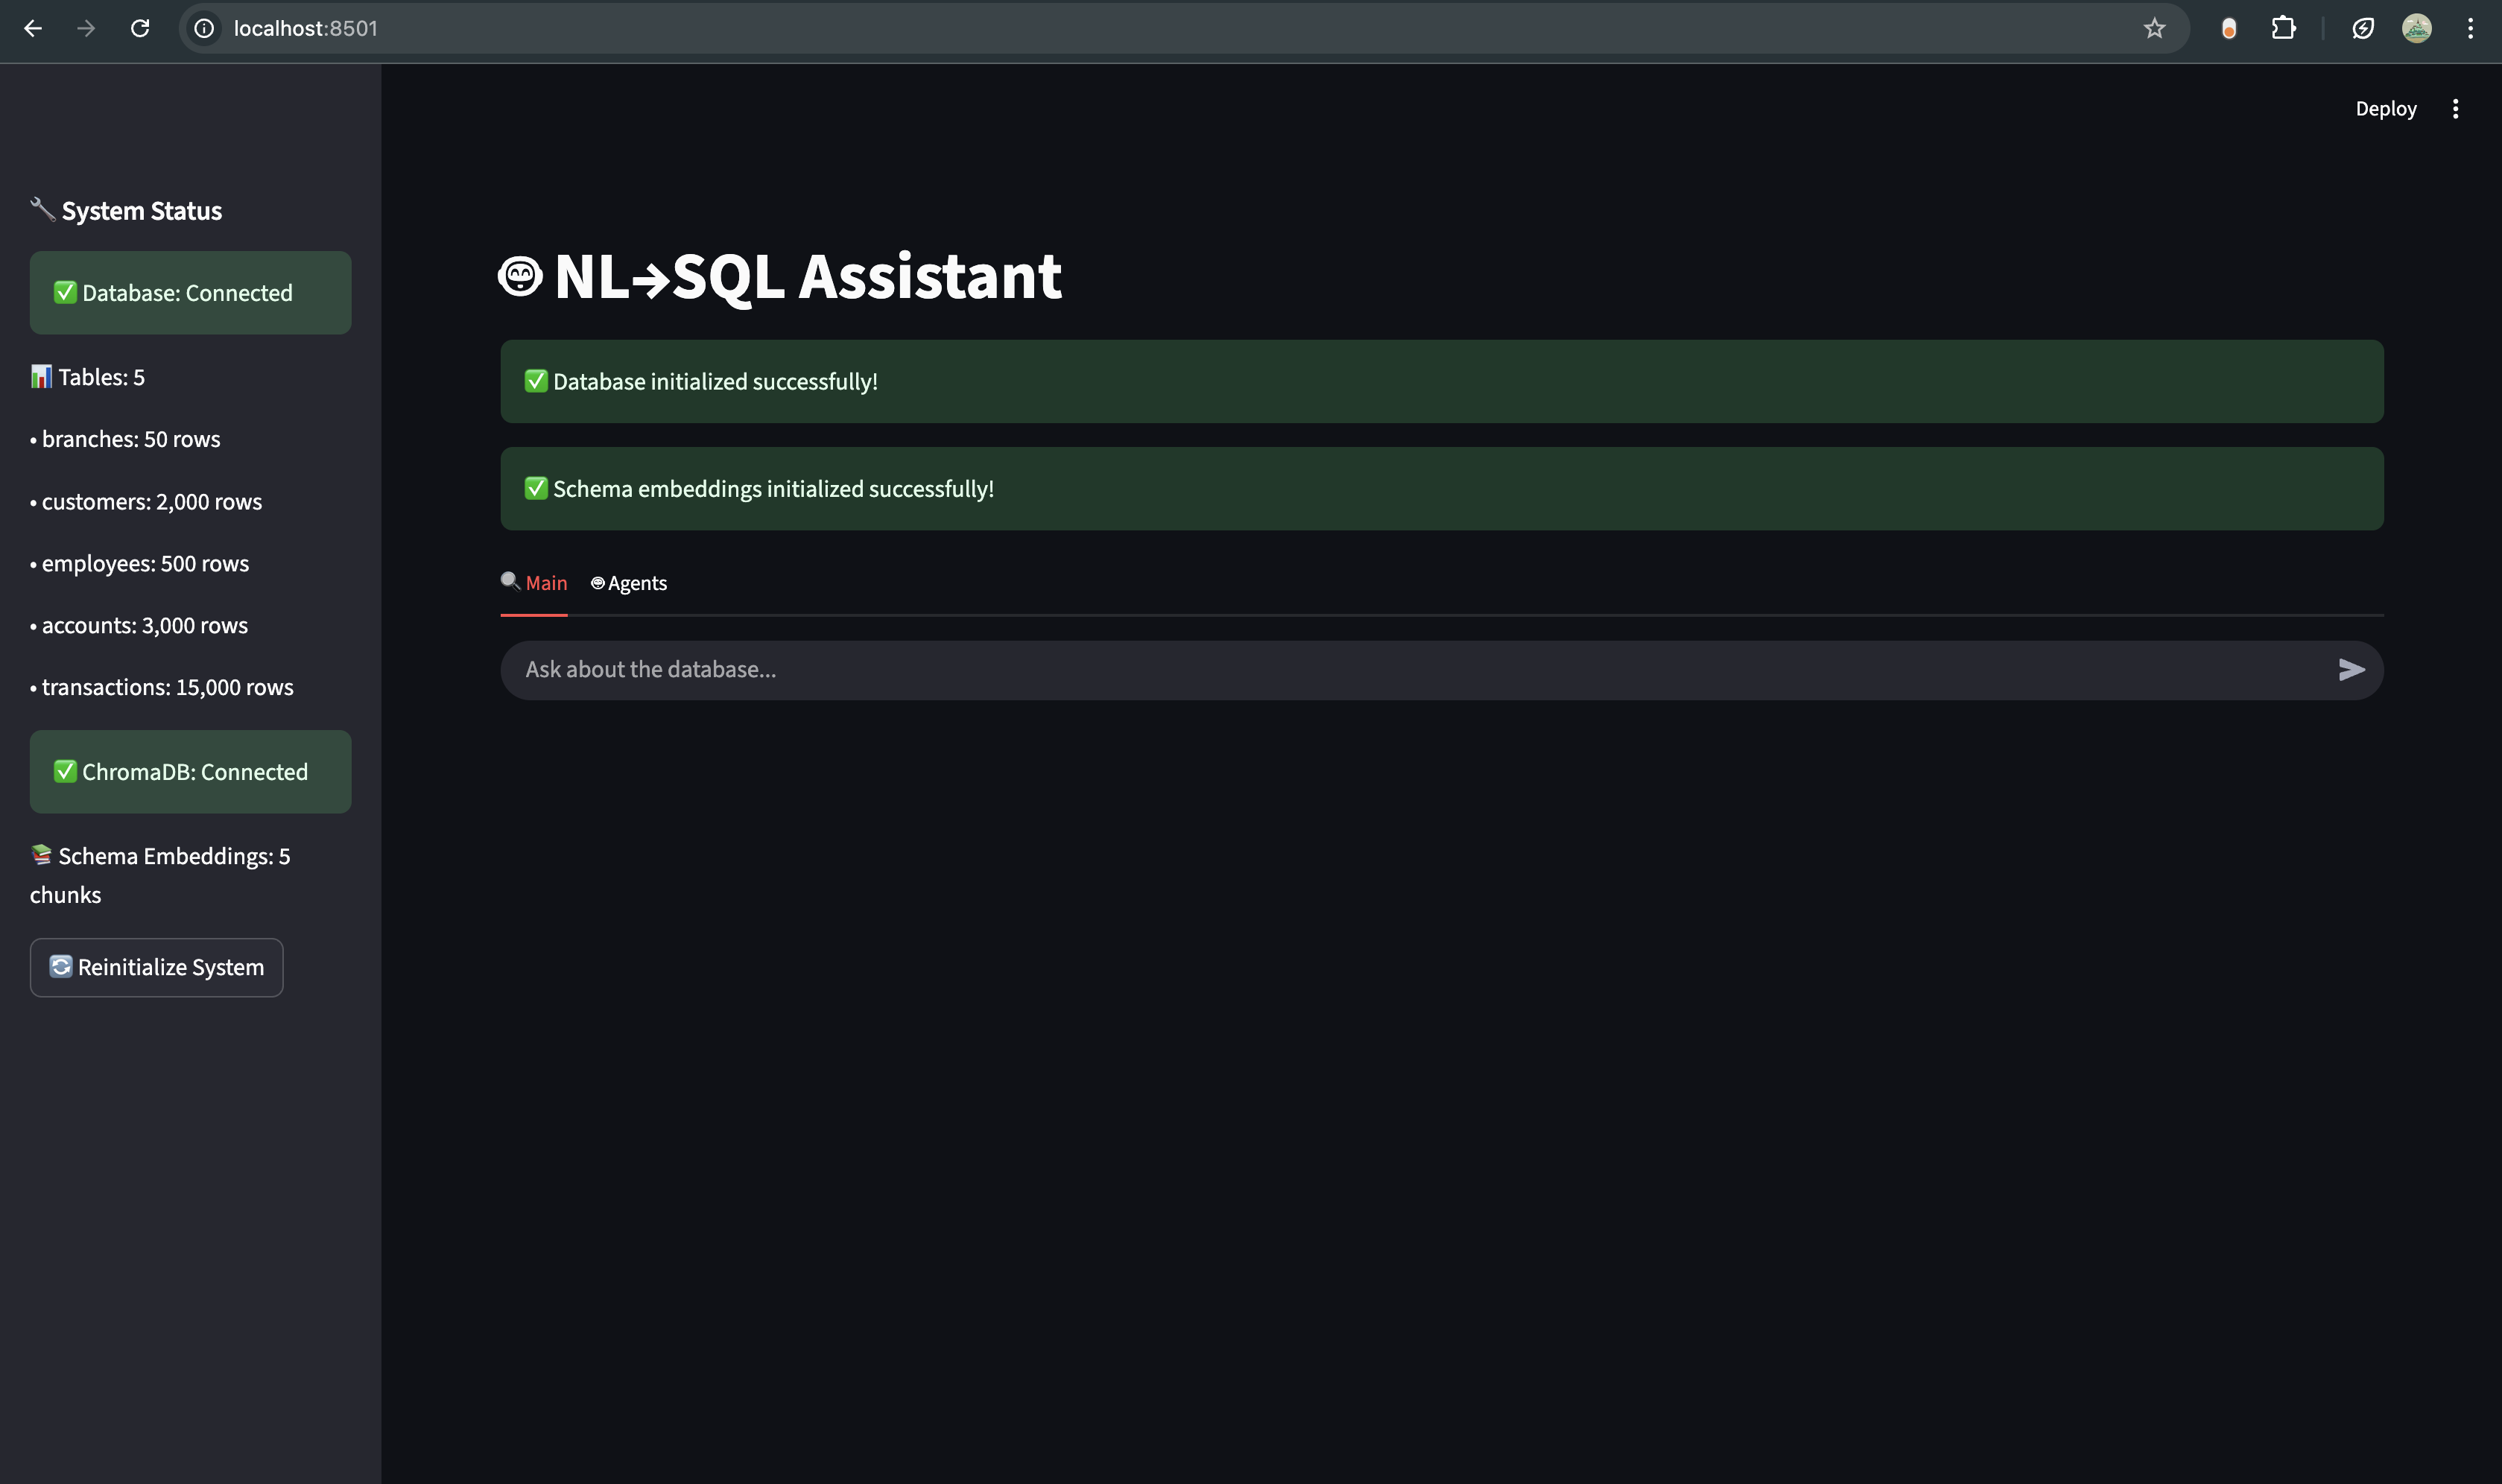 localhost:8501
Deploy
System Status
Database: Connected
Tables: 5
• branches: 50 rows
• customers: 2,000 rows
• employees: 500 rows
• accounts: 3,000 rows
• transactions: 15,000 rows
ChromaDB: Connected
Schema Embeddings: 5
chunks
Reinitialize System
NL→SQL Assistant
Database initialized successfully!
Schema embeddings initialized successfully!
Main Agents
Ask about the database...